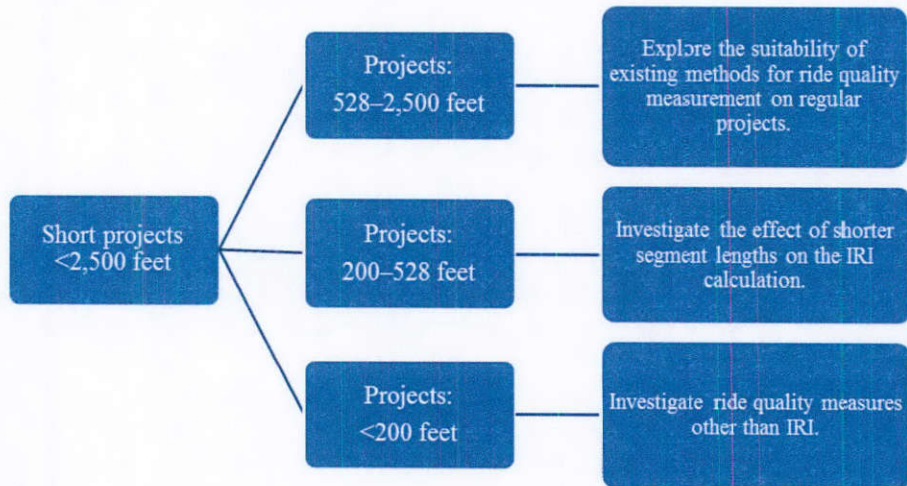 Short projects
<2,500 feet
Projects:
528–2,500 feet
Explore the suitability of
existing methods for ride quality
measurement on regular
projects.
Projects:
200–528 feet
Investigate the effect of shorter
segment lengths on the IRI
calculation.
Projects:
<200 feet
Investigate ride quality measures
other than IRI.